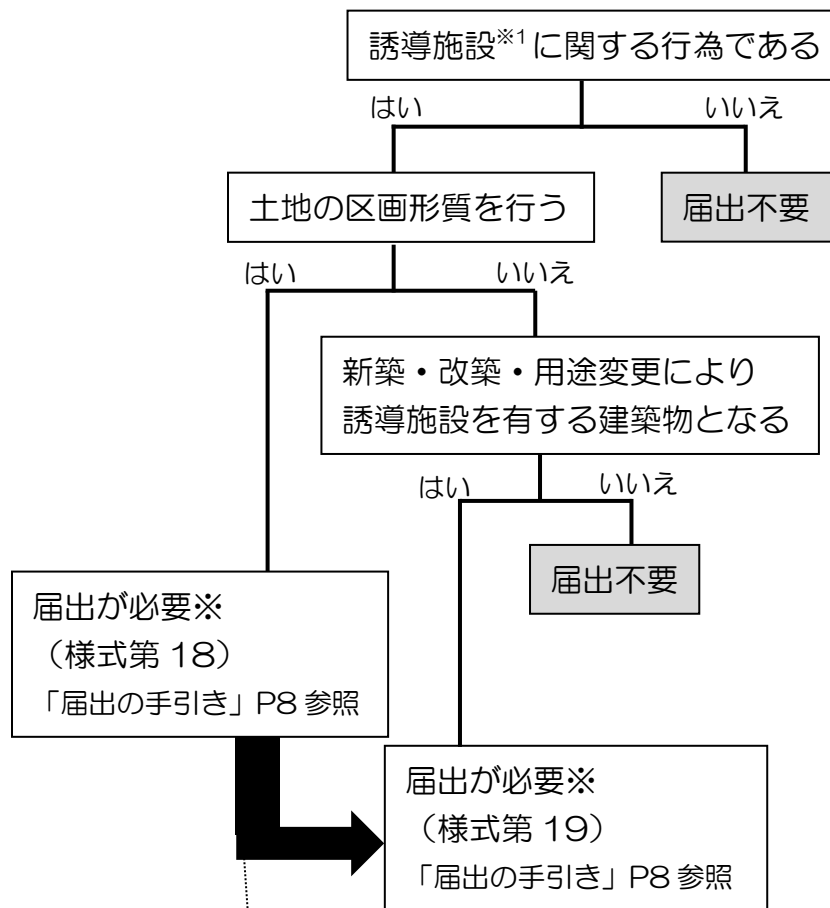 誘導施設※1に関する行為である
はい
いいえ
土地の区画形質を行う
届出不要
はい
いいえ
新築・改築・用途変更により
誘導施設を有する建築物となる
はい
いいえ
届出不要
届出が必要※
（様式第 18）
「届出の手引き」P8 参照
届出が必要※
（様式第 19）
「届出の手引き」P8 参照